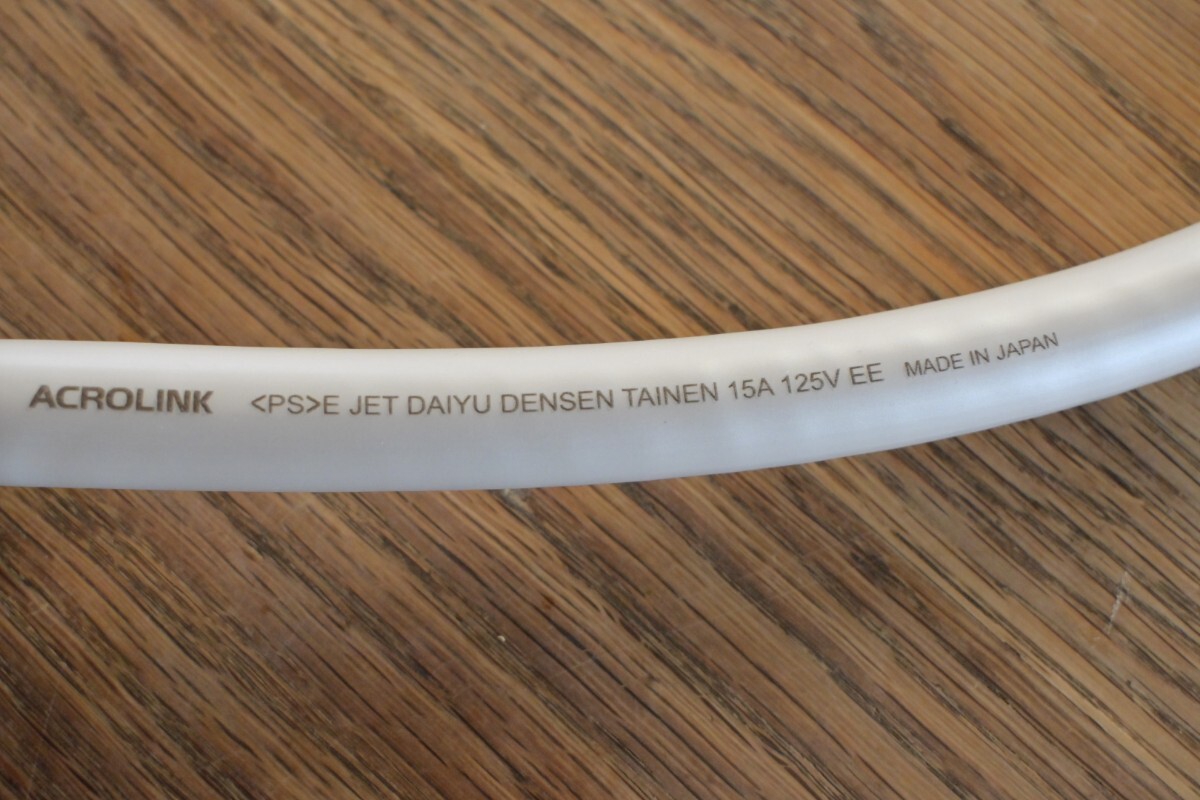 ACROLINK <PS>E JET DAIYU DENSEN TAINEN 15A 125V EE MADE IN JAPAN